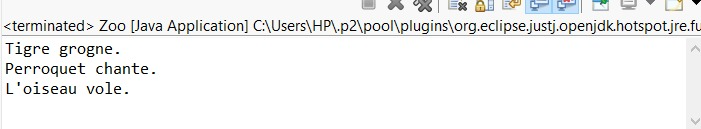 <terminated> Zoo [Java Application] C:\Users\HP\.p2\pool\plugins\org.eclipse.justj.openjdk.hotspot.jre.fu
Tigre grogne.
Perroquet chante.
L'oiseau vole.